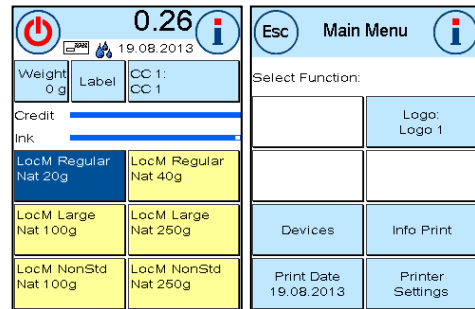 0.26
19.08.2013
Weight
0 g
Label
CC 1:
CC 1
Credit
Ink
LocM Regular
Nat 20g
LocM Regular
Nat 40g
LocM Large
Nat 100g
LocM Large
Nat 250g
LocM NonStd
Nat 100g
LocM NonStd
Nat 250g
Esc
Main Menu
Select Function:
Logo:
Logo 1
Devices
Info Print
Print Date
19.08.2013
Printer
Settings